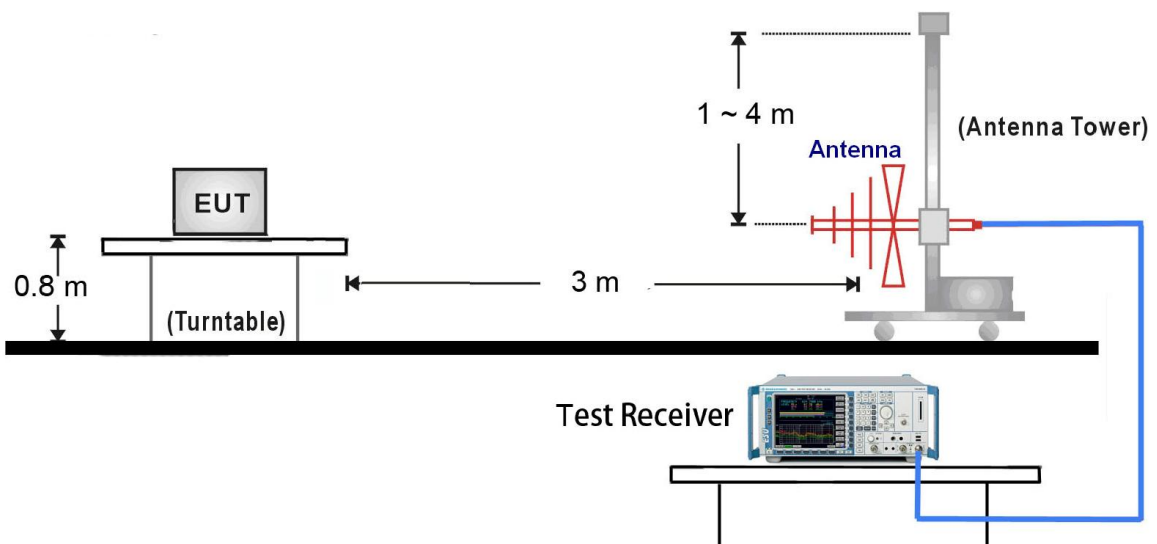 1 ~ 4 m
(Antenna Tower)
Antenna
EUT
0.8 m
3 m
(Turntable)
Test Receiver